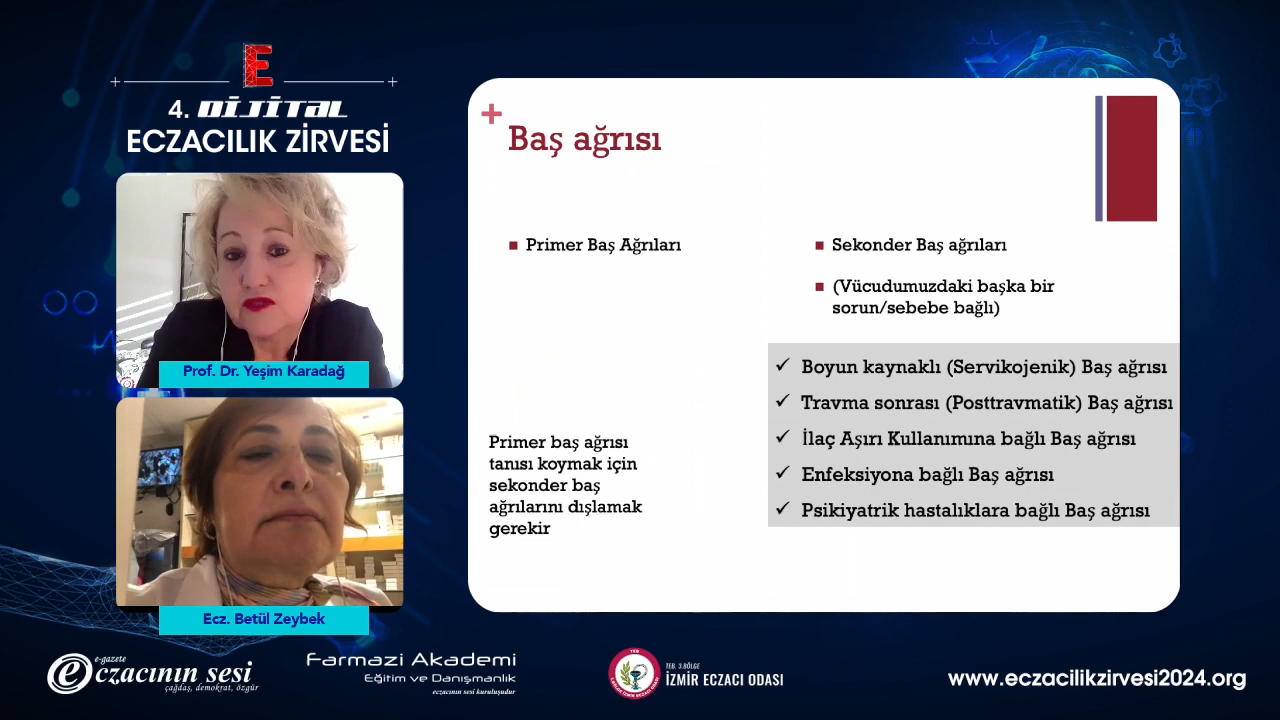 E
4. DİJİTAL
ECZACILIK ZİRVESİ
Prof. Dr. Yeşim Karadağ
Ecz. Betül Zeybek
Baş ağrısı
Primer Baş Ağrıları
Primer baş ağrısı
tanısı koymak için
sekonder baş
ağrılarını dışlamak
gerekir
Sekonder Baş ağrıları
(Vücudumuzdaki başka bir
sorun/sebebe bağlı)
✓ Boyun kaynaklı (Servikojenik) Baş ağrısı
✓ Travma sonrası (Posttravmatik) Baş ağrısı
✓ İlaç Aşırı Kullanımına bağlı Baş ağrısı
✓ Enfeksiyona bağlı Baş ağrısı
✓ Psikiyatrik hastalıklara bağlı Baş ağrısı
e-gazete
eczacının sesi
çağdaş, demokrat, özgür
Farmazi Akademi
Eğitim ve Danışmanlık
eczacının sesi kuruluşudur
TEB
TEB. 3.BÖLGE
İZMİR ECZACI ODASI
www.eczacilikzirvesi2024.org